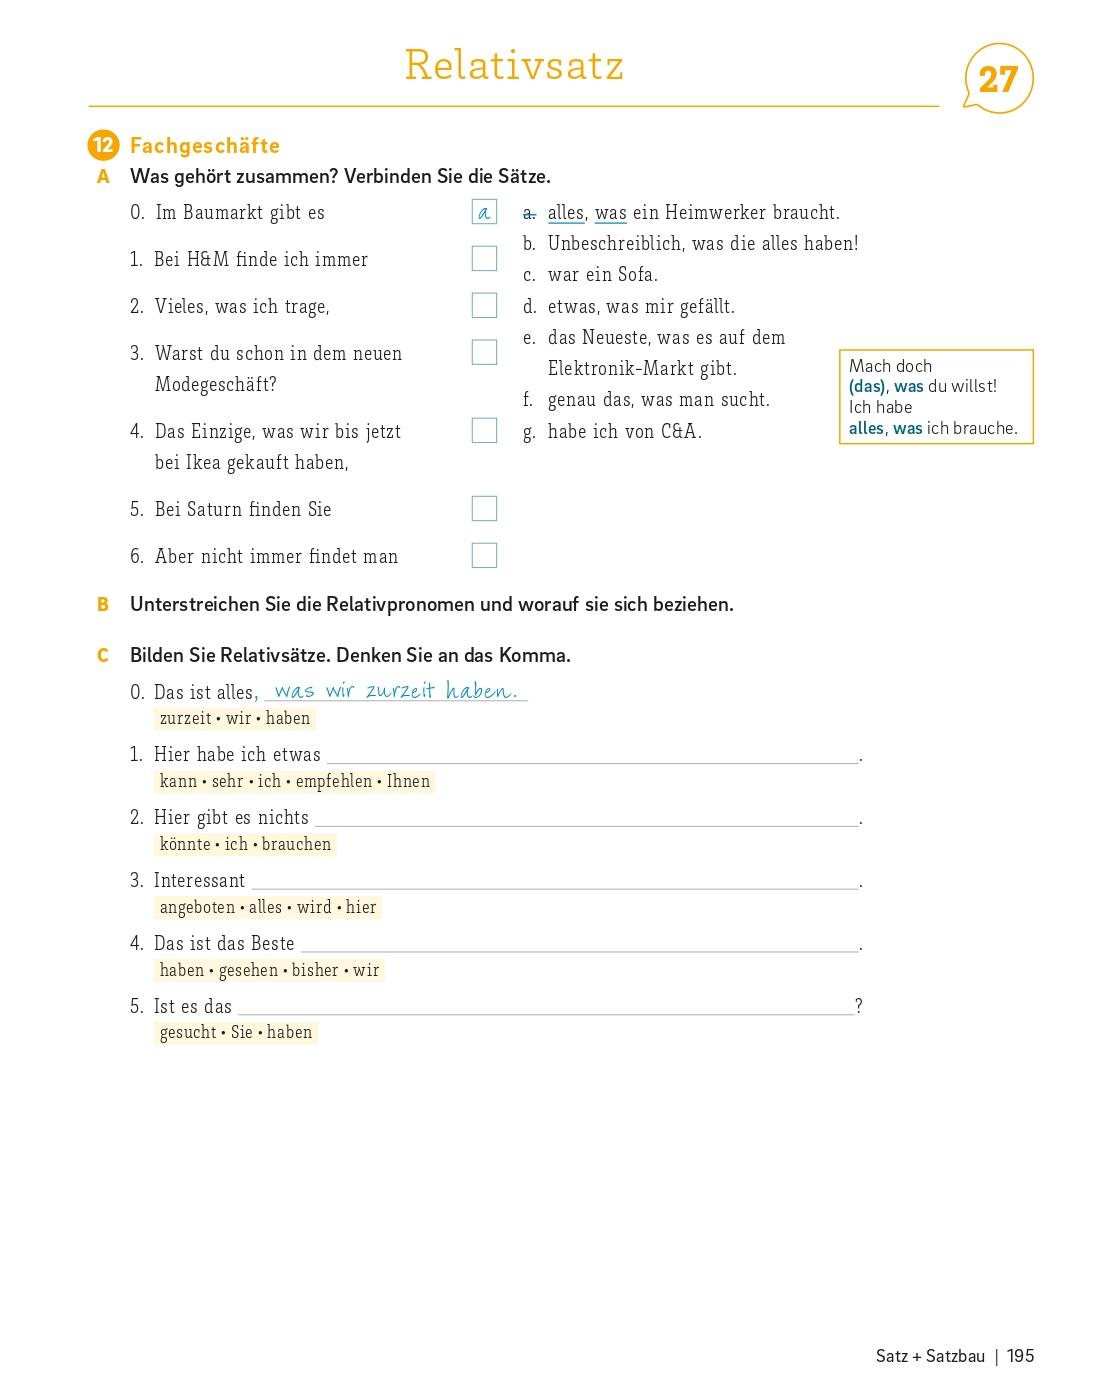 Relativsatz
27
12 Fachgeschäfte
A Was gehört zusammen? Verbinden Sie die Sätze.
0. Im Baumarkt gibt es
a
1. Bei H&M finde ich immer
2. Vieles, was ich trage,
3. Warst du schon in dem neuen
Modegeschäft?
4. Das Einzige, was wir bis jetzt
bei Ikea gekauft haben,
5. Bei Saturn finden Sie
6. Aber nicht immer findet man
a. alles, was ein Heimwerker braucht.
b. Unbeschreiblich, was die alles haben!
c. war ein Sofa.
d. etwas, was mir gefällt.
e. das Neueste, was es auf dem
Elektronik-Markt gibt.
f. genau das, was man sucht.
g. habe ich von C&A.
Mach doch
(das), was du willst!
Ich habe
alles, was ich brauche.
B Unterstreichen Sie die Relativpronomen und worauf sie sich beziehen.
C Bilden Sie Relativsätze. Denken Sie an das Komma.
0. Das ist alles, was wir zurzeit haben.
zurzeit • wir • haben
1. Hier habe ich etwas .
kann • sehr • ich • empfehlen • Ihnen
2. Hier gibt es nichts .
könnte • ich • brauchen
3. Interessant .
angeboten • alles • wird • hier
4. Das ist das Beste .
haben • gesehen • bisher • wir
5. Ist es das ?
gesucht • Sie • haben
Satz + Satzbau | 195